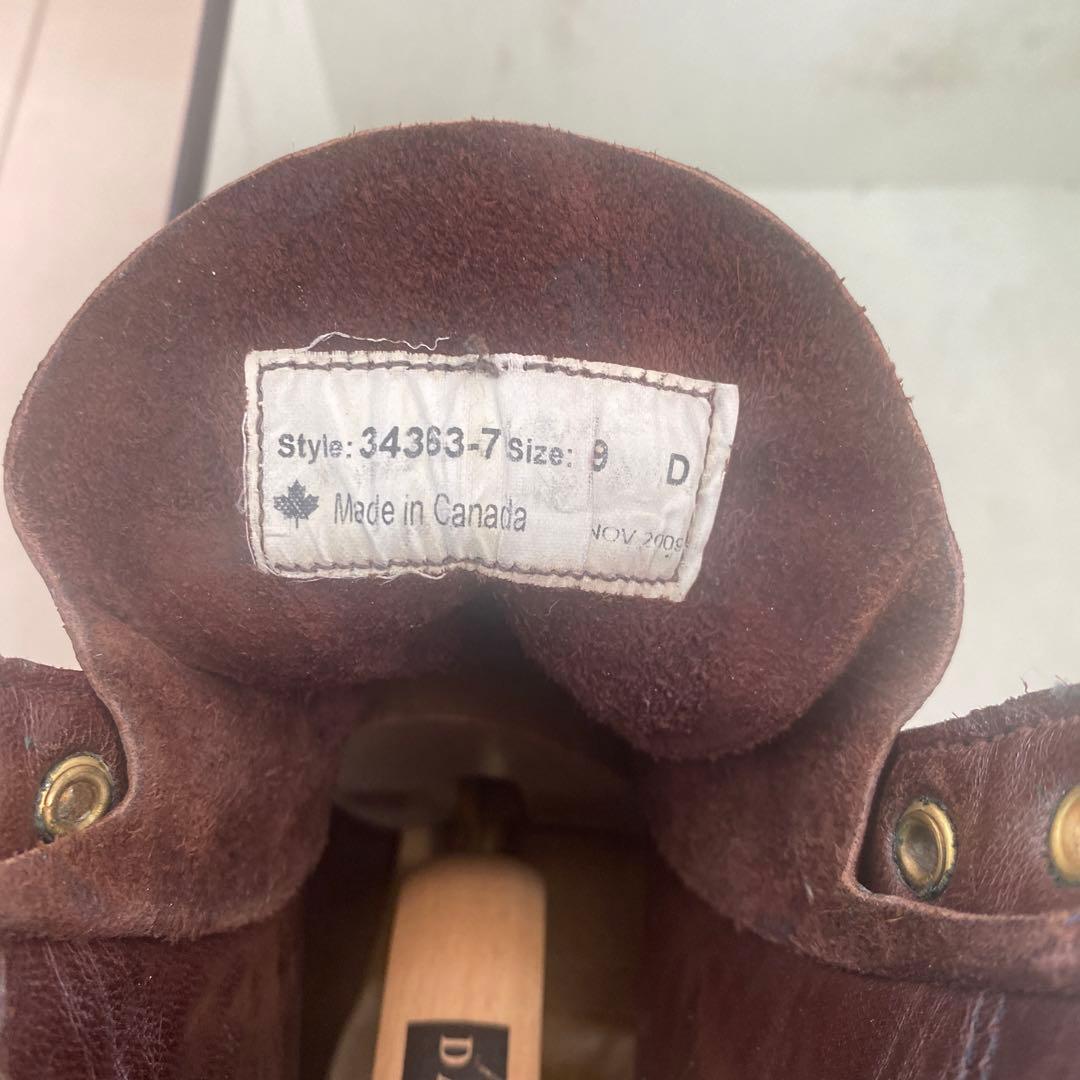 Style: 34363-7 Size: 9 D
Made in Canada
NOV 2009
D